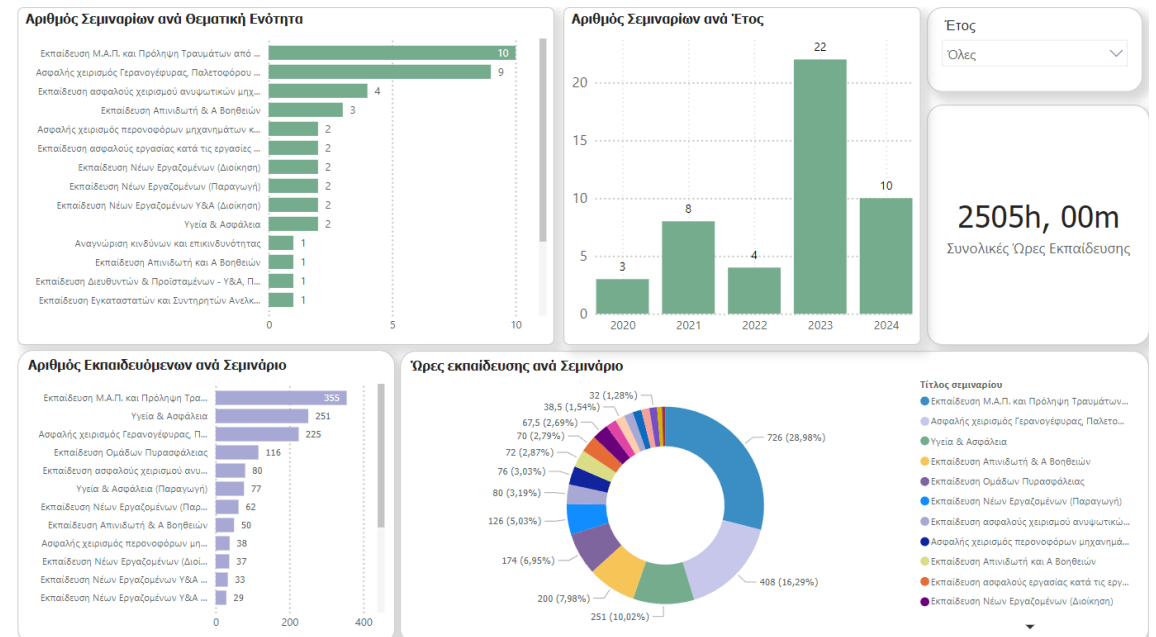 Αριθμός Σεμιναρίων ανά Θεματική Ενότητα
Εκπαίδευση Μ.Α.Π. και Πρόληψη Τραυμάτων από ...
10
Ασφαλής χειρισμός Γερανογέφυρας, Παλετοφόρου ...
9
Εκπαίδευση ασφαλούς χειρισμού ανυψωτικών μηχ...
4
Εκπαίδευση Απινιδωτή & Α Βοηθειών
3
Ασφαλής χειρισμός περονοφόρων μηχανημάτων κ...
2
Εκπαίδευση ασφαλούς εργασίας κατά τις εργασίες ...
2
Εκπαίδευση Νέων Εργαζομένων (Διοίκηση)
2
Εκπαίδευση Νέων Εργαζομένων (Παραγωγή)
2
Εκπαίδευση Νέων Εργαζομένων Υ&Α (Διοίκηση)
2
Υγεία & Ασφάλεια
2
Αναγνώριση κινδύνων και επικινδυνότητας
1
Εκπαίδευση Απινιδωτή και Α Βοηθειών
1
Εκπαίδευση Διευθυντών & Προϊσταμένων - Υ&Α, Π...
1
Εκπαίδευση Εγκαταστατών και Συντηρητών Ανελκ...
1
0 5 10
Αριθμός Σεμιναρίων ανά Έτος
20
15
10
5
0
3
8
4
22
10
2020 2021 2022 2023 2024
Έτος
Όλες
2505h, 00m
Συνολικές Ώρες Εκπαίδευσης
Αριθμός Εκπαιδευόμενων ανά Σεμινάριο
Εκπαίδευση Μ.Α.Π. και Πρόληψη Τρα...
355
Υγεία & Ασφάλεια
251
Ασφαλής χειρισμός Γερανογέφυρας, Π...
225
Εκπαίδευση Ομάδων Πυρασφάλειας
116
Εκπαίδευση ασφαλούς χειρισμού ανυ...
80
Υγεία & Ασφάλεια (Παραγωγή)
77
Εκπαίδευση Νέων Εργαζομένων (Παρ...
62
Εκπαίδευση Απινιδωτή & Α Βοηθειών
50
Ασφαλής χειρισμός περονοφόρων μη...
38
Εκπαίδευση Νέων Εργαζομένων (Διοί...
37
Εκπαίδευση Νέων Εργαζομένων Υ&Α ...
33
Εκπαίδευση Νέων Εργαζομένων Υ&Α ...
29
0 200 400
Ώρες εκπαίδευσης ανά Σεμινάριο
32 (1,28%)
38,5 (1,54%)
67,5 (2,69%)
70 (2,79%)
72 (2,87%)
76 (3,03%)
80 (3,19%)
126 (5,03%)
174 (6,95%)
200 (7,98%)
251 (10,02%)
408 (16,29%)
726 (28,98%)
Τίτλος σεμιναρίου
Εκπαίδευση Μ.Α.Π. και Πρόληψη Τραυμάτων...
Ασφαλής χειρισμός Γερανογέφυρας, Παλετο...
Υγεία & Ασφάλεια
Εκπαίδευση Απινιδωτή & Α Βοηθειών
Εκπαίδευση Ομάδων Πυρασφάλειας
Εκπαίδευση Νέων Εργαζομένων (Παραγωγή)
Εκπαίδευση ασφαλούς χειρισμού ανυψωτικώ...
Ασφαλής χειρισμός περονοφόρων μηχανημά...
Εκπαίδευση Απινιδωτή και Α Βοηθειών
Εκπαίδευση ασφαλούς εργασίας κατά τις εργ...
Εκπαίδευση Νέων Εργαζομένων (Διοίκηση)